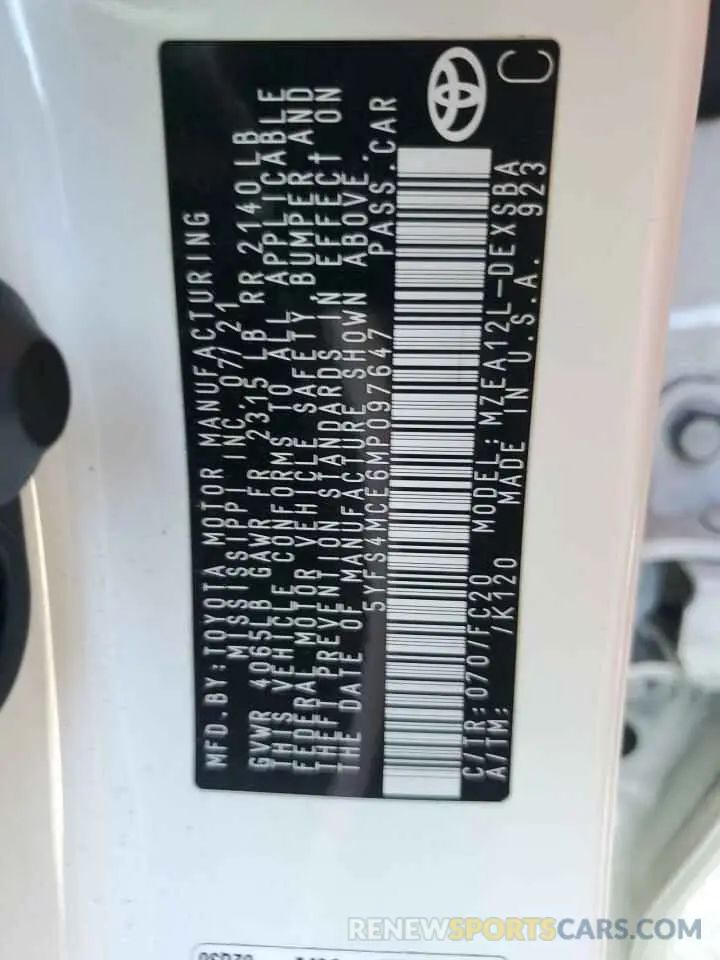 MFD.BY:TOYOTA MOTOR MANUFACTURING
MISSISSIPPI INC.07/21
GVWR 4065LB GAWR FR 2315 LB RR 2140LB
THIS VEHICLE CONFORMS TO ALL APPLICABLE
FEDERAL MOTOR VEHICLE SAFETY, BUMPER AND
THEFT PREVENTION STANDARDS IN EFFECT ON
THE DATE OF MANUFACTURE SHOWN ABOVE.
5YFS4MCE6MP097647 PASS.CAR
C/TR:070/FC20 MODEL:MZEA12L-DEXSBA
A/TM: /K120 MADE IN U.S.A. 923
C
RENEWSPORTSCARS.COM